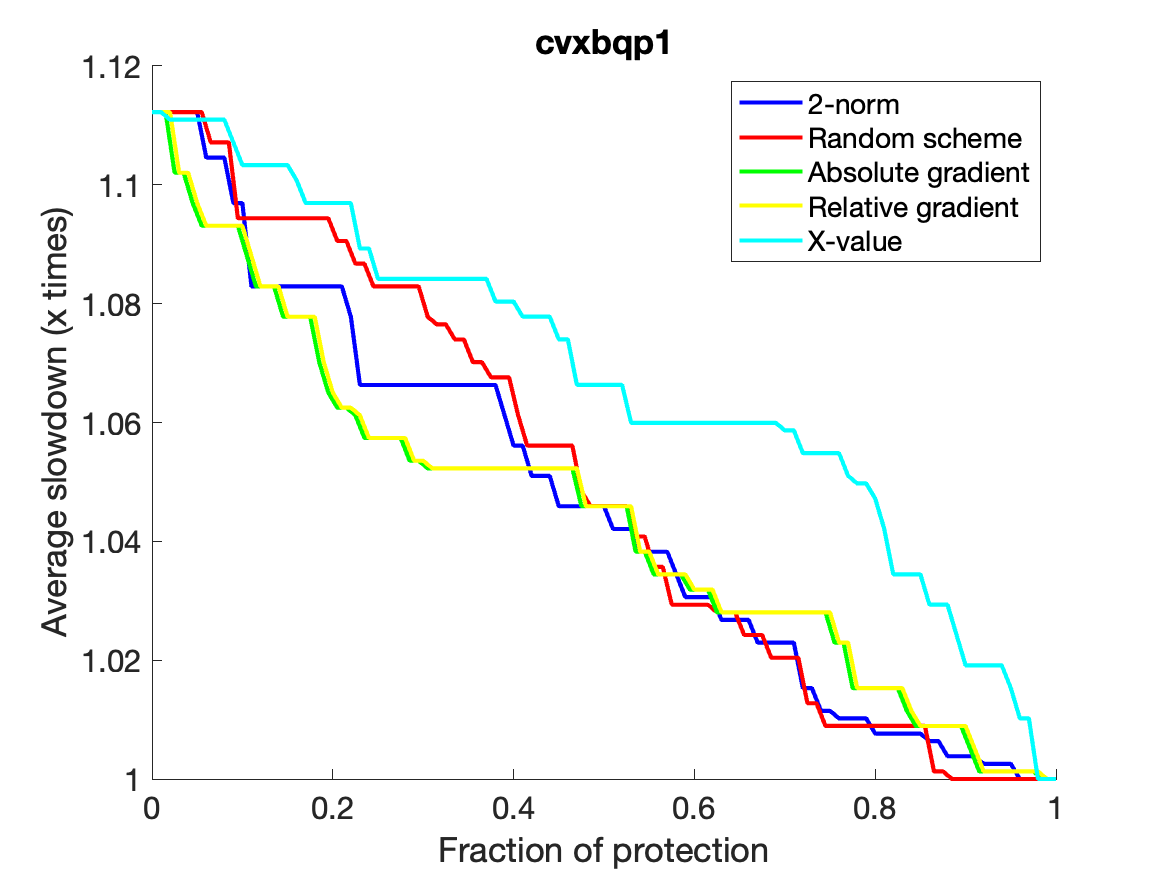 cvxbqp1
1.12
1.1
1.08
1.06
1.04
1.02
1
Average slowdown (x times)
2-norm
Random scheme
Absolute gradient
Relative gradient
X-value
0 0.2 0.4 0.6 0.8 1
Fraction of protection